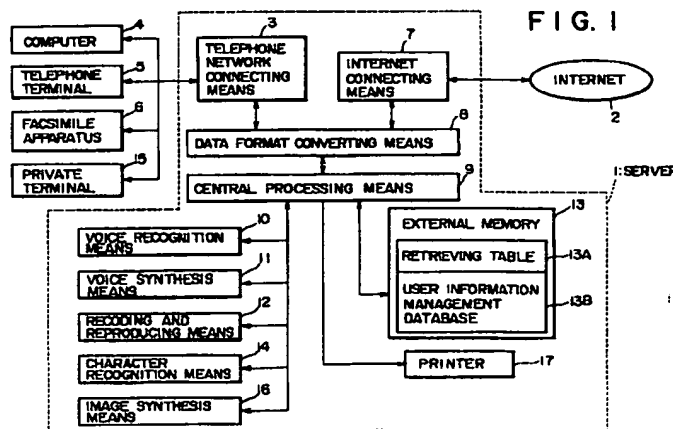 FIG. 1
4
COMPUTER
5
TELEPHONE
TERMINAL
6
FACSIMILE
APPARATUS
15
PRIVATE
TERMINAL
3
TELEPHONE
NETWORK
CONNECTING
MEANS
7
INTERNET
CONNECTING
MEANS
INTERNET
2
8
DATA FORMAT CONVERTING MEANS
9
CENTRAL PROCESSING MEANS
1:SERVER
10
VOICE RECOGNITION
MEANS
11
VOICE SYNTHESIS
MEANS
12
RECODING AND
REPRODUCING MEANS
14
CHARACTER
RECOGNITION MEANS
16
IMAGE SYNTHESIS
MEANS
13
EXTERNAL MEMORY
RETRIEVING TABLE
13A
USER INFORMATION
MANAGEMENT
DATABASE
13B
PRINTER
17